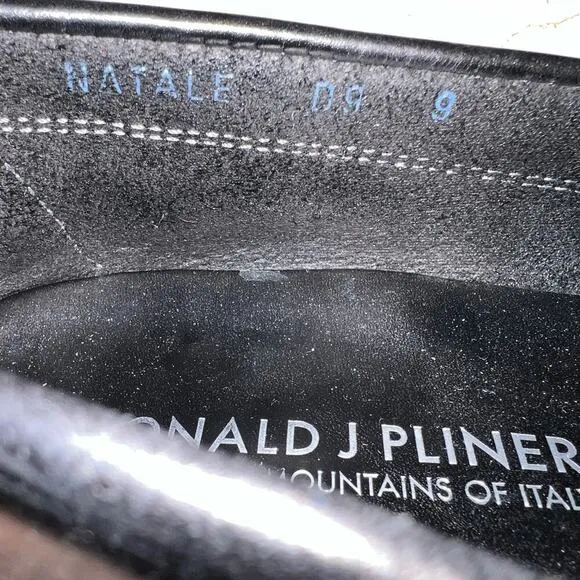 NATALE D9 9
ONALD J PLINER
MOUNTAINS OF ITAL